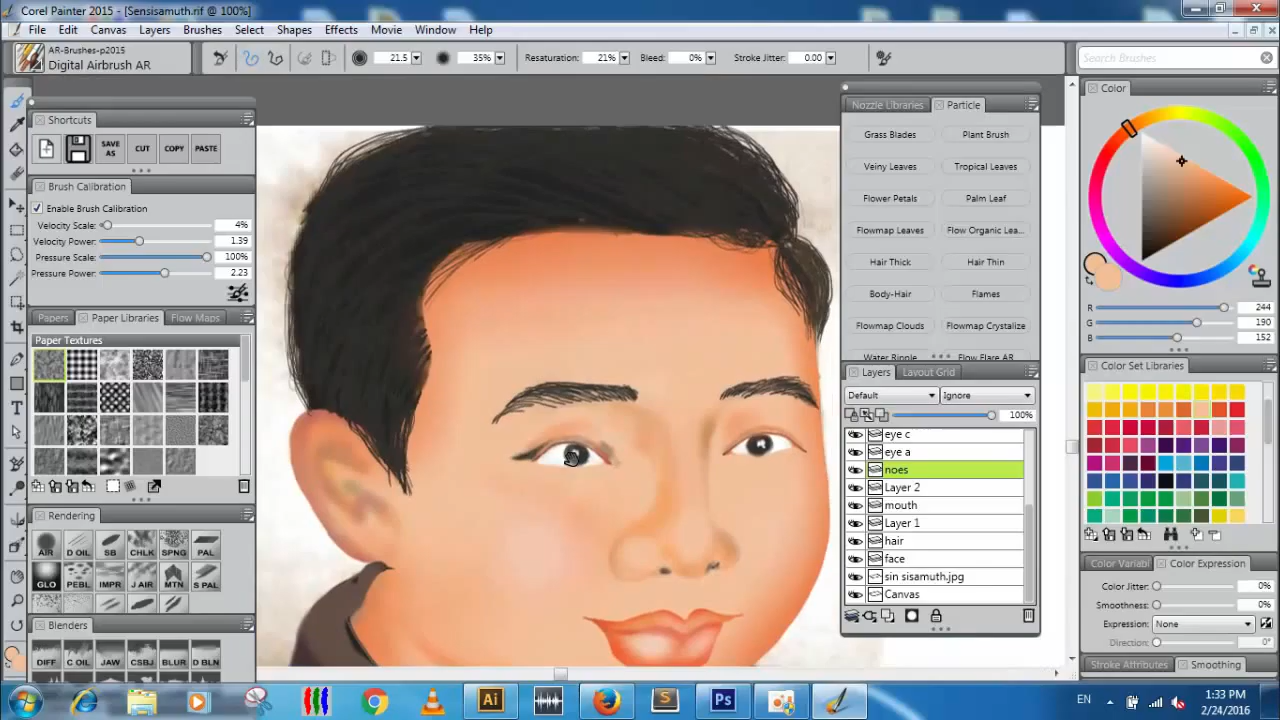 Corel Painter 2015 - [Sensisamuth.rif @ 100%]
File Edit Canvas Layers Brushes Select Shapes Effects Movie Window Help
AR-Brushes-p2015
Digital Airbrush AR
21.5 35% Resaturation: 21% Bleed: 0% Stroke Jitter: 0.00
Search Brushes
Shortcuts
SAVE AS CUT COPY PASTE
Brush Calibration
Enable Brush Calibration
Velocity Scale: 4%
Velocity Power: 1.39
Pressure Scale: 100%
Pressure Power: 2.23
Papers Paper Libraries Flow Maps
Paper Textures
Rendering
AIR D OIL SB CHLK SPNG PAL
GLO PEBL IMPR J AIR MTN S PAL
Blenders
DIFF C OIL JAW CSBJ BLUR D BLN
Nozzle Libraries Particle
Grass Blades Plant Brush
Veiny Leaves Tropical Leaves
Flower Petals Palm Leaf
Flowmap Leaves Flow Organic Lea...
Hair Thick Hair Thin
Body-Hair Flames
Flowmap Clouds Flowmap Crystalize
Water Ripple Flow Flare AR
Layers Layout Grid
Default Ignore
100%
eye c
eye a
noes
Layer 2
mouth
Layer 1
hair
face
sin sisamuth.jpg
Canvas
Color
R 244
G 190
B 152
Color Set Libraries
Color Variabi Color Expression
Color Jitter: 0%
Smoothness: 0%
Expression: None
Direction: 0°
Stroke Attributes Smoothing
Ai S Ps
EN 1:33 PM
2/24/2016